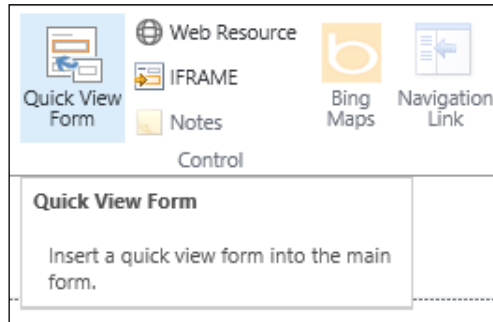 Quick View
Form
Web Resource
IFRAME
Notes
Bing
Maps
Navigation
Link
Control
Quick View Form
Insert a quick view form into the main
form.